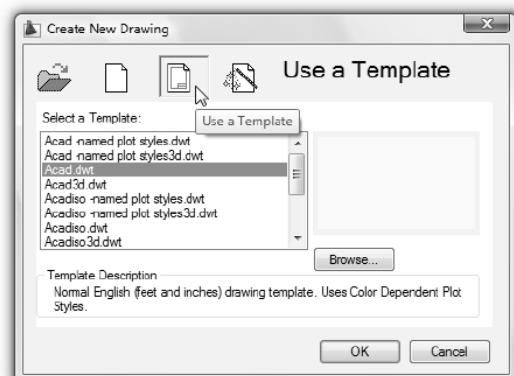 Create New Drawing
Use a Template
Use a Template
Select a Template:
Acad -named plot styles.dwt
Acad -named plot styles3d.dwt
Acad.dwt
Acad3d.dwt
Acadiso -named plot styles.dwt
Acadiso -named plot styles3d.dwt
Acadiso.dwt
Acadiso3d.dwt
Browse...
Template Description
Normal English (feet and inches) drawing template. Uses Color Dependent Plot
Styles.
OK
Cancel